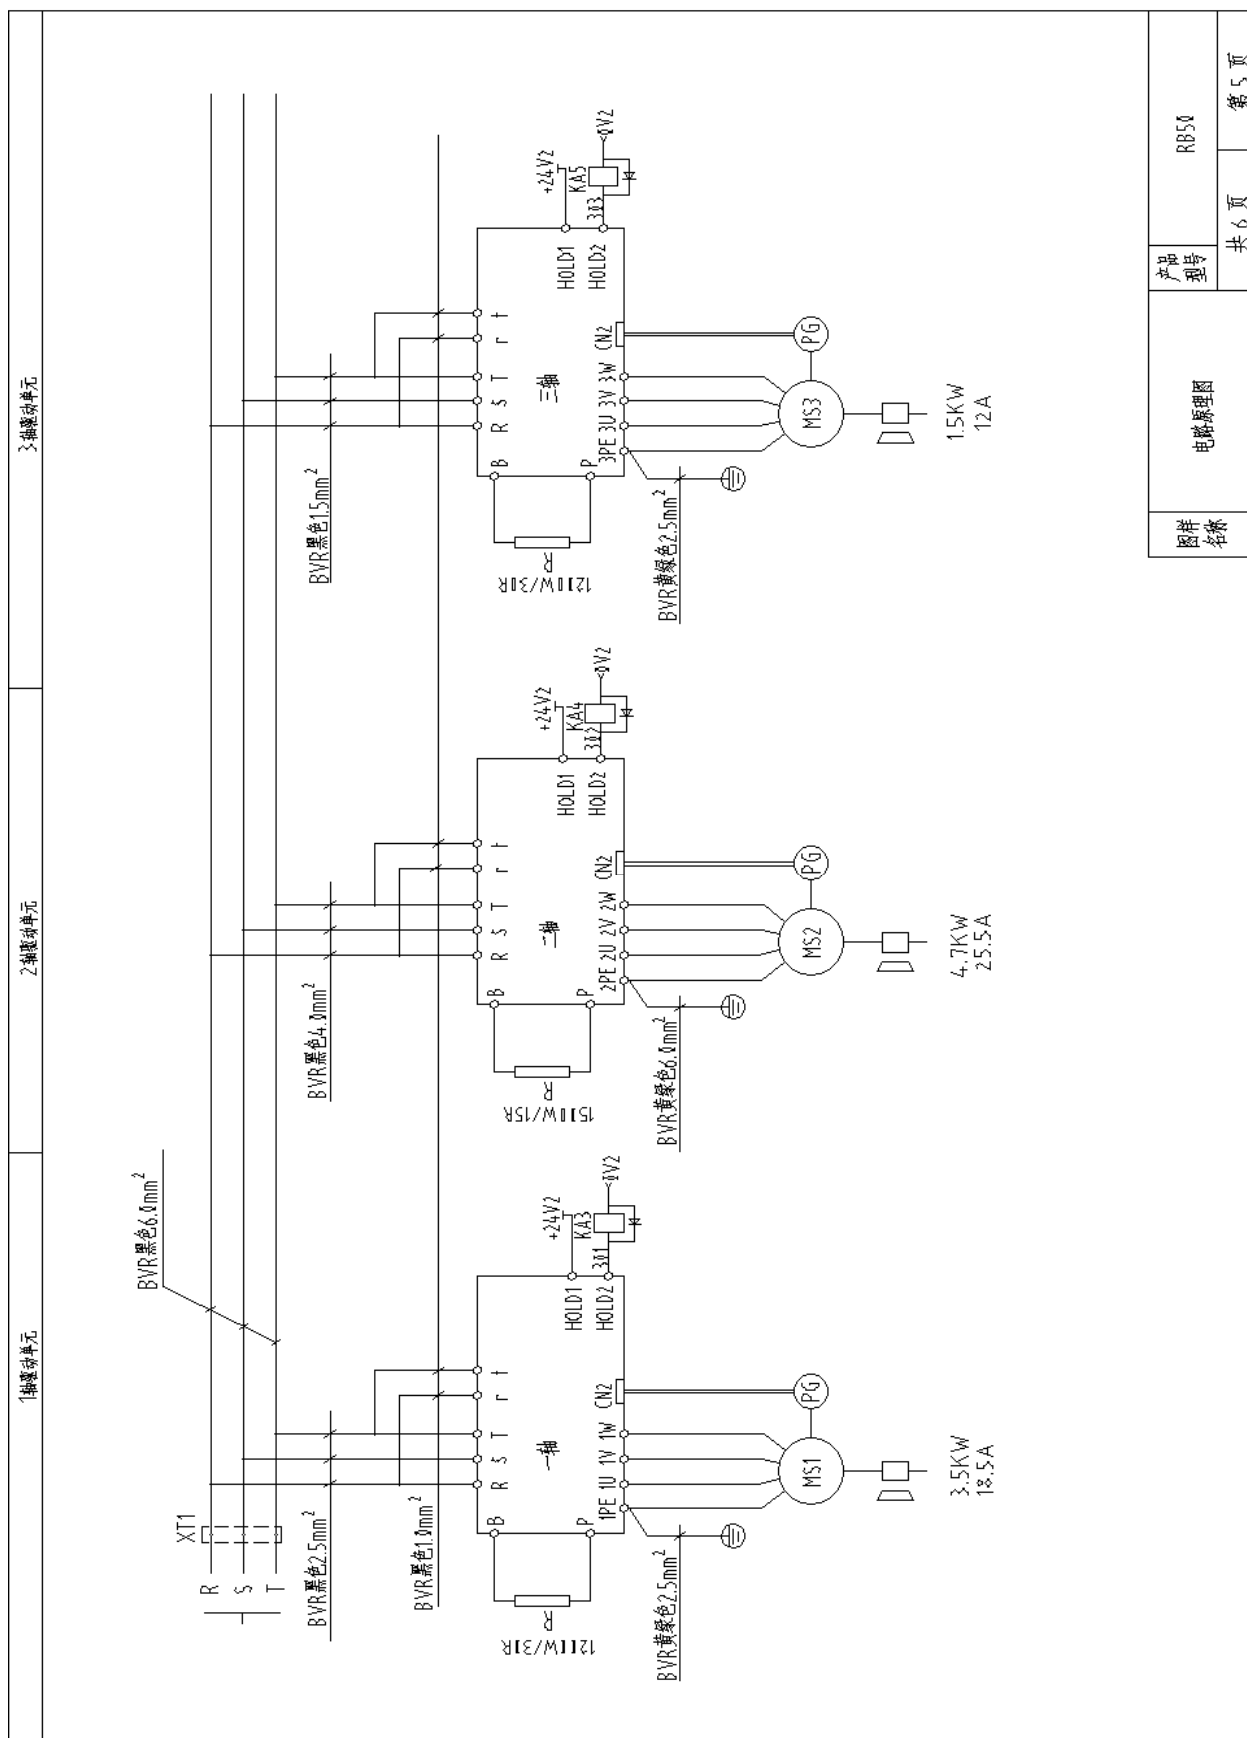 1轴驱动单元
2轴驱动单元
3轴驱动单元
R
S
T
XT1
BVR黑色6.0mm²
BVR黑色2.5mm²
BVR黑色1.0mm²
R S T r t
B
P
R
1200W/30R
一轴
HOLD1
HOLD2
+24V2
KA3
301
0V2
1PE 1U 1V 1W CN2
BVR黄绿色2.5mm²
MS1
PG
3.5KW
18.5A
BVR黑色4.0mm²
R S T r t
B
P
R
1500W/15R
二轴
HOLD1
HOLD2
+24V2
KA4
302
0V2
2PE 2U 2V 2W CN2
BVR黄绿色6.0mm²
MS2
PG
4.7KW
25.5A
BVR黑色1.5mm²
R S T r t
B
P
R
1200W/30R
三轴
HOLD1
HOLD2
+24V2
KA5
303
0V2
3PE 3U 3V 3W CN2
BVR黄绿色2.5mm²
MS3
PG
1.5KW
12A
图样
名称
电路原理图
产品
型号
RB50
共 6 页
第 5 页